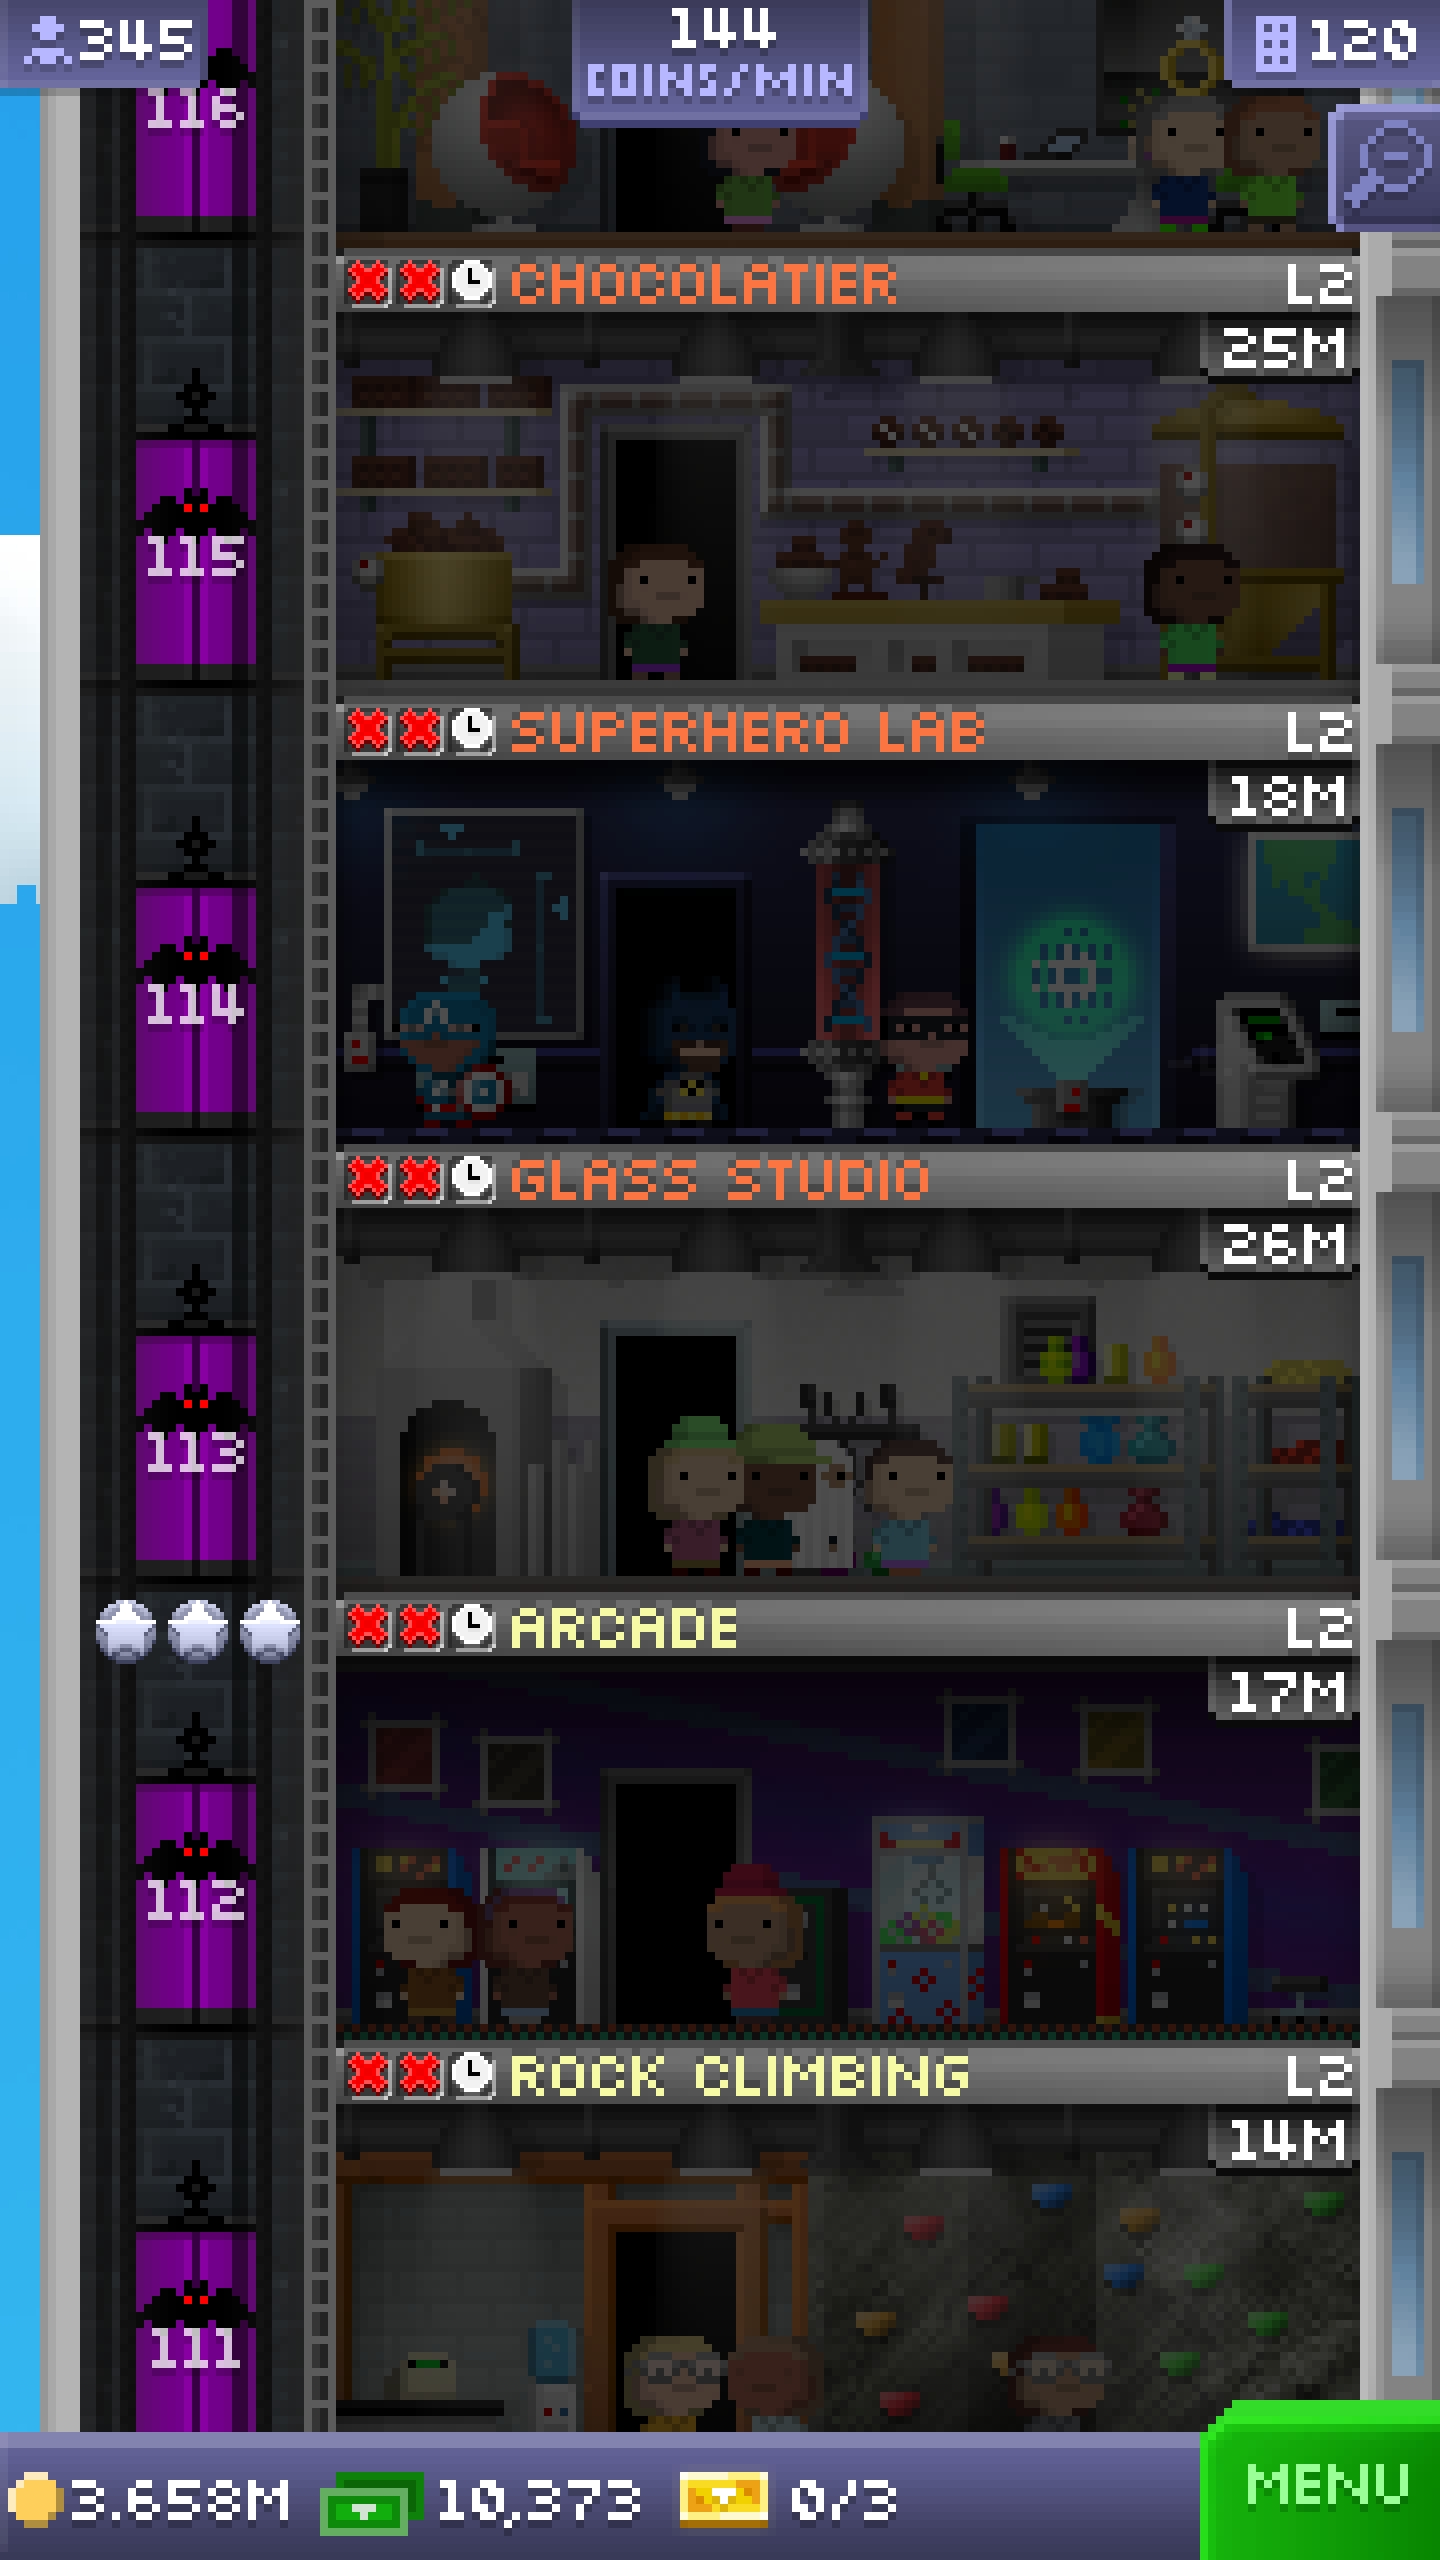 345
144
COINS/MIN
120
116
CHOCOLATIER L2
25M
115
SUPERHERO LAB L2
18M
114
GLASS STUDIO L2
26M
113
ARCADE L2
17M
112
ROCK CLIMBING L2
14M
111
3.658M 10,373 0/3
MENU